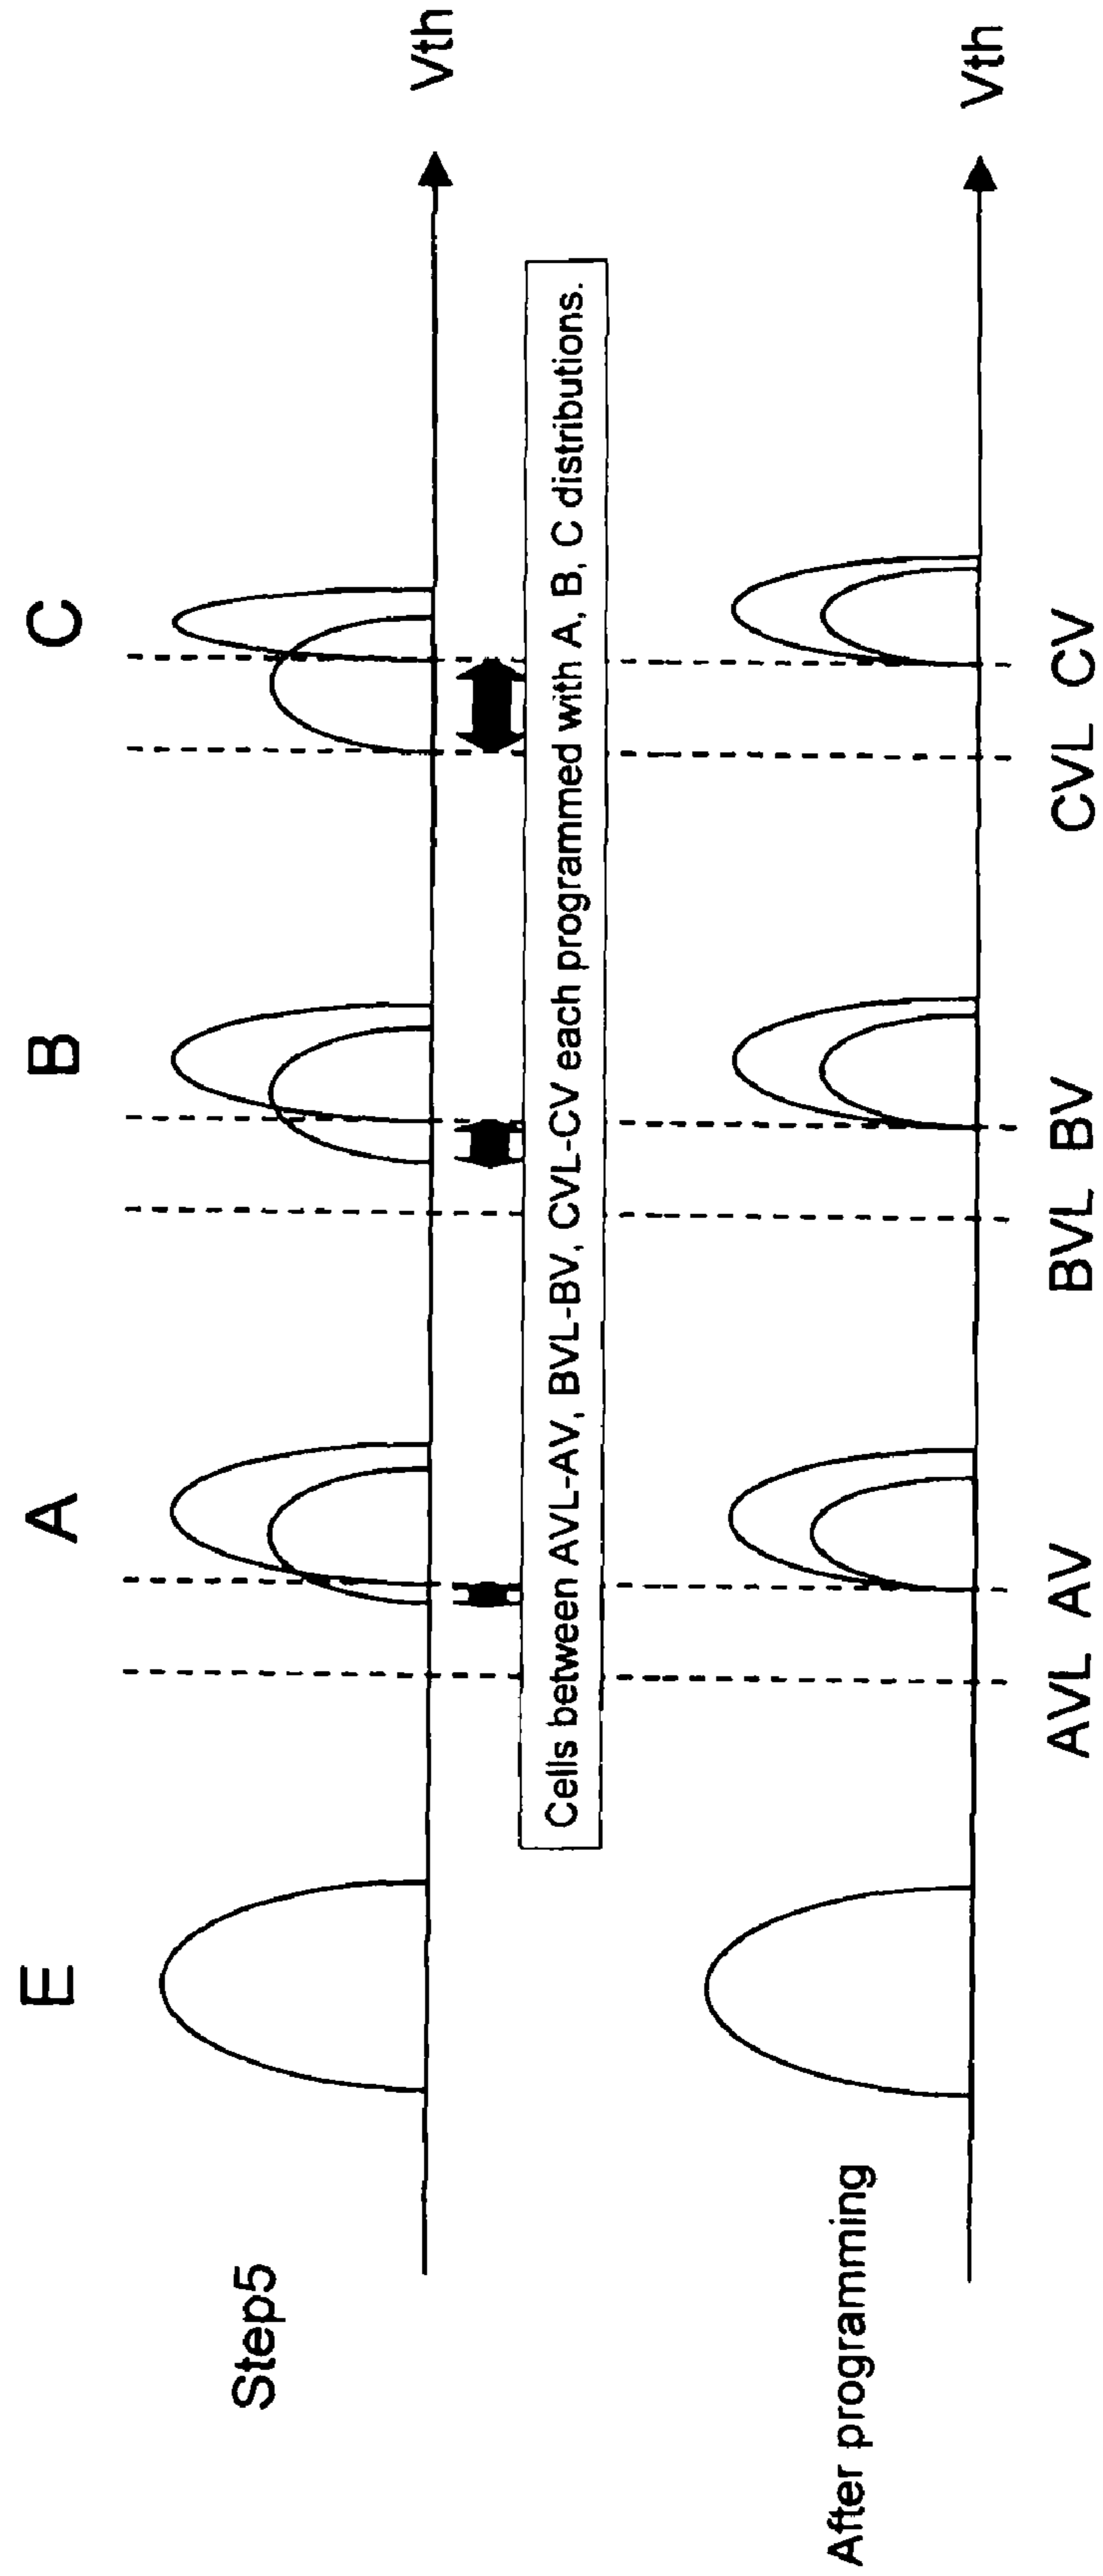 E A B C
Step5
Vth
Cells between AVL-AV, BVL-BV, CVL-CV each programmed with A, B, C distributions.
After programming
Vth
AVL AV BVL BV CVL CV